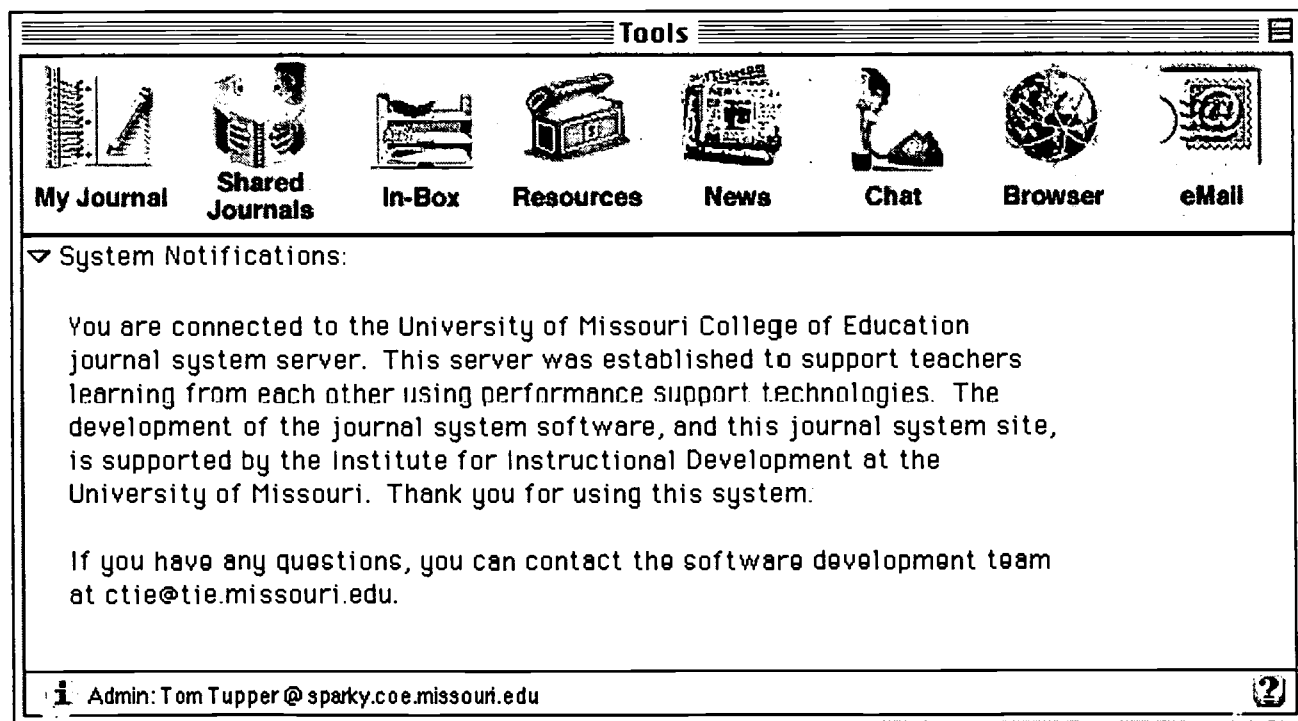 Tools
My Journal Shared Journals In-Box Resources News Chat Browser eMail
▽ System Notifications:
You are connected to the University of Missouri College of Education
journal system server. This server was established to support teachers
learning from each other using performance support technologies. The
development of the journal system software, and this journal system site,
is supported by the Institute for Instructional Development at the
University of Missouri. Thank you for using this system.
If you have any questions, you can contact the software development team
at ctie@tie.missouri.edu.
i Admin: Tom Tupper@sparky.coe.missouri.edu ?